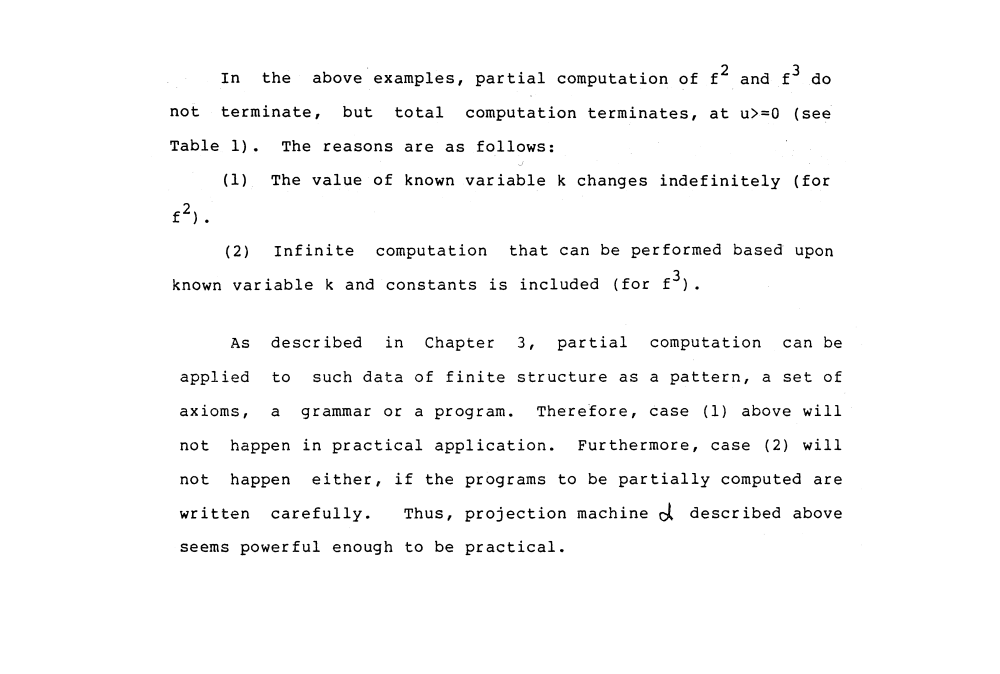 In the above examples, partial computation of f² and f³ do
not terminate, but total computation terminates, at u>=0 (see
Table 1). The reasons are as follows:
(1) The value of known variable k changes indefinitely (for
f²).
(2) Infinite computation that can be performed based upon
known variable k and constants is included (for f³).
As described in Chapter 3, partial computation can be
applied to such data of finite structure as a pattern, a set of
axioms, a grammar or a program. Therefore, case (1) above will
not happen in practical application. Furthermore, case (2) will
not happen either, if the programs to be partially computed are
written carefully. Thus, projection machine described above
seems powerful enough to be practical.